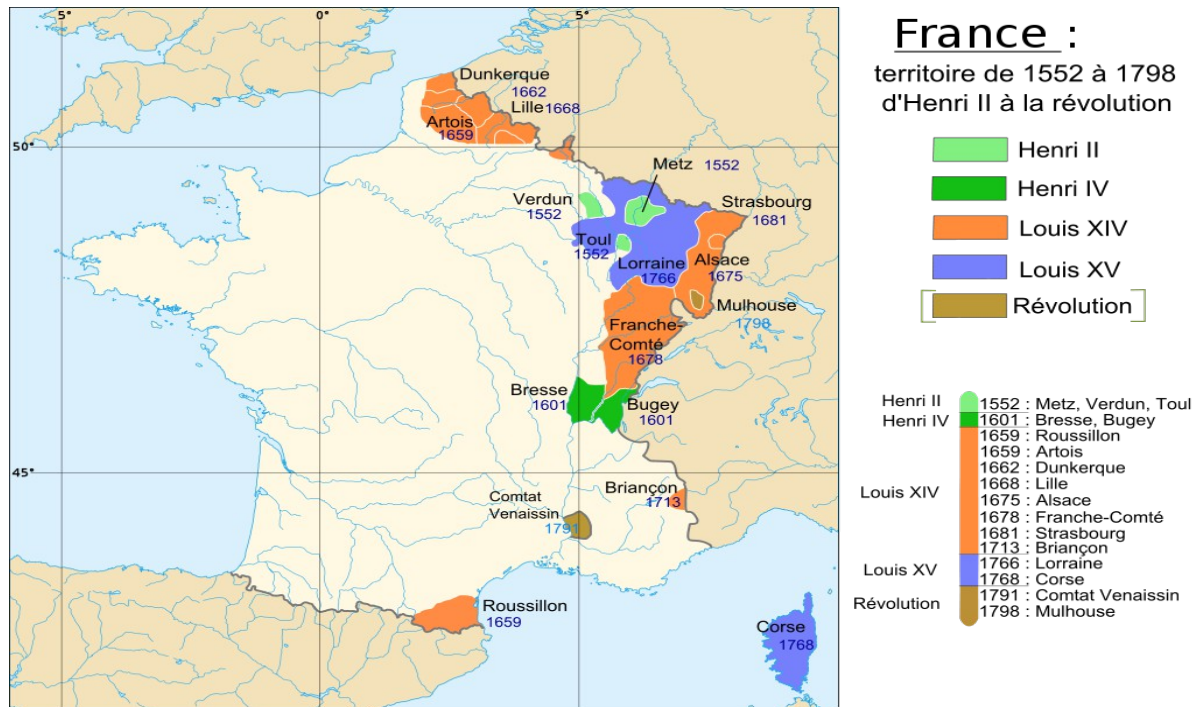 5°
0°
5°
Dunkerque
1662
Lille 1668
Artois
1659
50°
Metz 1552
Verdun
1552
Strasbourg
1681
Toul
1552
Lorraine
1766
Alsace
1675
Mulhouse
1798
Franche-
Comté
1678
Bresse
1601
Bugey
1601
45°
Briançon
1713
Comtat
Venaissin
1791
Roussillon
1659
Corse
1768
France :
territoire de 1552 à 1798
d'Henri II à la révolution
Henri II
Henri IV
Louis XIV
Louis XV
[ Révolution ]
Henri II
1552 : Metz, Verdun, Toul
Henri IV
1601 : Bresse, Bugey
1659 : Roussillon
1659 : Artois
1662 : Dunkerque
1668 : Lille
Louis XIV
1675 : Alsace
1678 : Franche-Comté
1681 : Strasbourg
1713 : Briançon
Louis XV
1766 : Lorraine
1768 : Corse
Révolution
1791 : Comtat Venaissin
1798 : Mulhouse